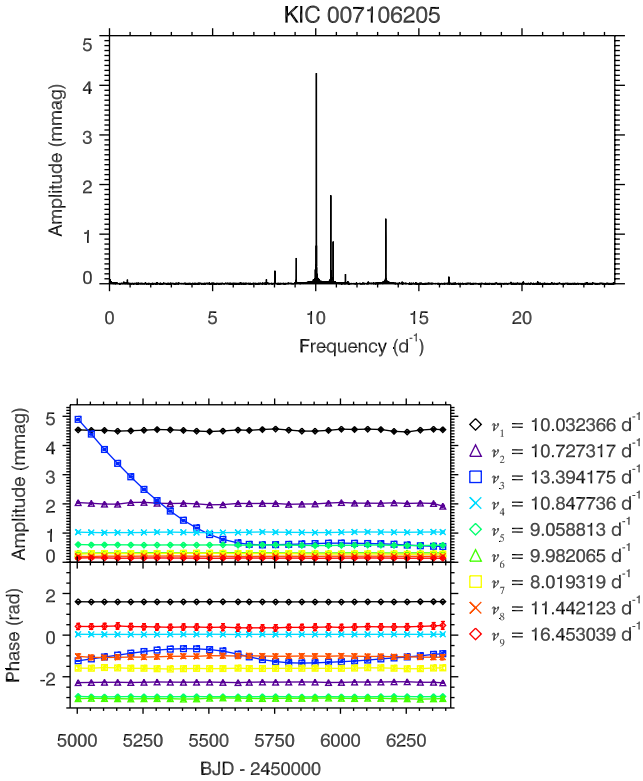 KIC 007106205
5
4
3
2
1
0
Amplitude (mmag)
0 5 10 15 20
Frequency (d⁻¹)
5
4
3
2
1
0
Amplitude (mmag)
2
0
-2
Phase (rad)
5000 5250 5500 5750 6000 6250
BJD - 2450000
ν₁ = 10.032366 d⁻¹
ν₂ = 10.727317 d⁻¹
ν₃ = 13.394175 d⁻¹
ν₄ = 10.847736 d⁻¹
ν₅ = 9.058813 d⁻¹
ν₆ = 9.982065 d⁻¹
ν₇ = 8.019319 d⁻¹
ν₈ = 11.442123 d⁻¹
ν₉ = 16.453039 d⁻¹